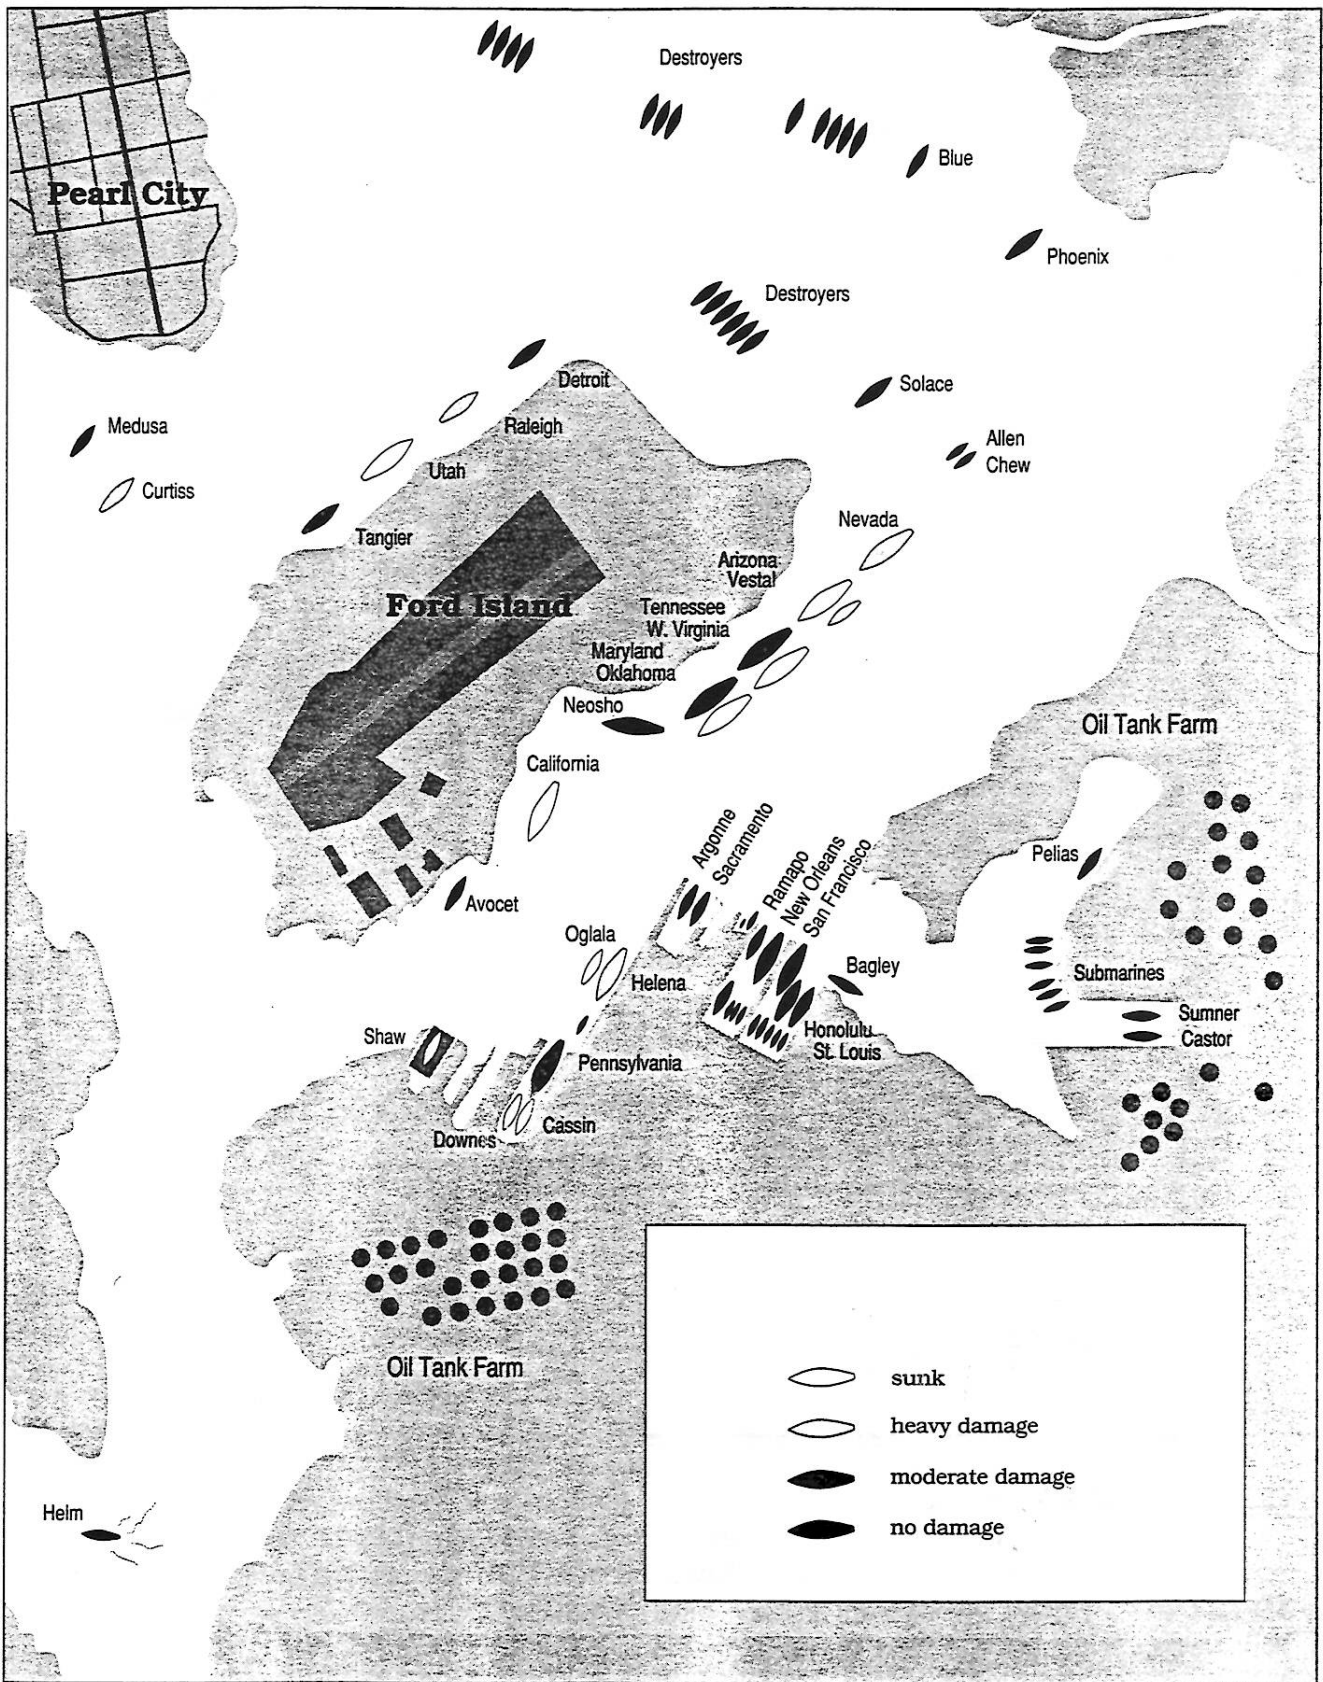 Destroyers
Blue
Pearl City
Phoenix
Destroyers
Detroit
Solace
Raleigh
Medusa
Allen
Chew
Utah
Curtiss
Nevada
Tangier
Arizona
Vestal
Ford Island
Tennessee
W. Virginia
Maryland
Oklahoma
Neosho
Oil Tank Farm
California
Argonne
Sacramento
Ramapo
New Orleans
San Francisco
Pelias
Avocet
Oglala
Bagley
Submarines
Helena
Sumner
Castor
Shaw
Honolulu
St. Louis
Pennsylvania
Downes
Cassin
Oil Tank Farm
sunk
heavy damage
moderate damage
no damage
Helm